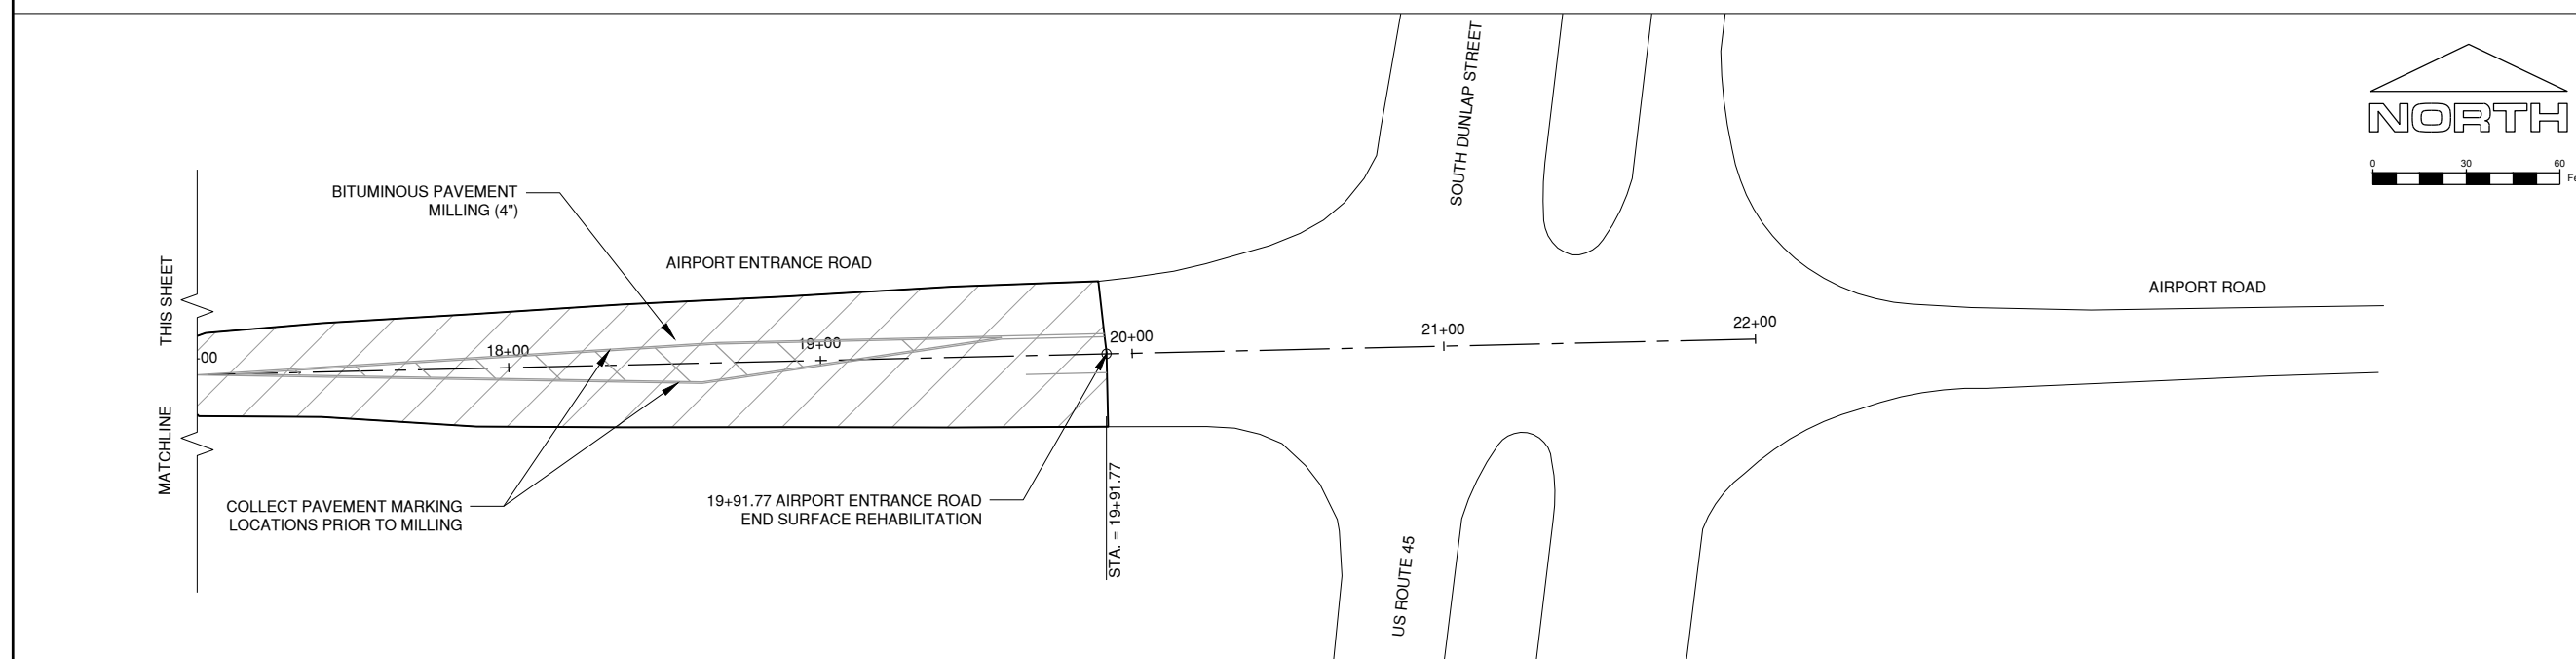 SOUTH DUNLAP STREET
NORTH
0 30 60
BITUMINOUS PAVEMENT
MILLING (4")
AIRPORT ENTRANCE ROAD
THIS SHEET
MATCHLINE
-00
18+00
19+00
20+00
21+00
22+00
AIRPORT ROAD
COLLECT PAVEMENT MARKING
LOCATIONS PRIOR TO MILLING
19+91.77 AIRPORT ENTRANCE ROAD
END SURFACE REHABILITATION
STA. = 19+91.77
US ROUTE 45